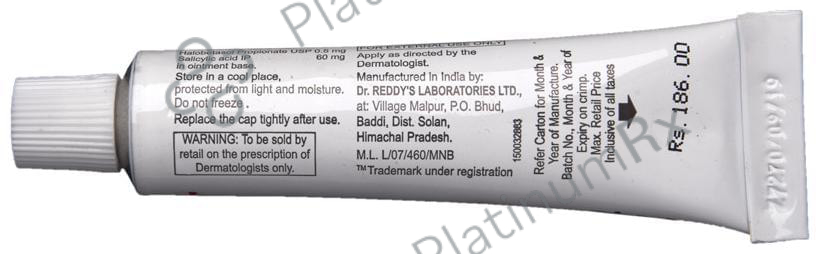 Halobetasol Propionate USP 0.5 mg
Salicylic acid IP 60 mg
in ointment base.
Store in a cool place,
protected from light and moisture.
Do not freeze .
Replace the cap tightly after use.
WARNING: To be sold by
retail on the prescription of
Dermatologists only.
[FOR EXTERNAL USE ONLY]
Apply as directed by the
Dermatologist.
Manufactured in India by:
Dr. REDDY'S LABORATORIES LTD.,
at: Village Malpur, P.O. Bhud,
Baddi, Dist. Solan,
Himachal Pradesh.
M.L. L/07/460/MNB
™Trademark under registration
150032883
Refer Carton for Month &
Year of Manufacture.
Batch No., Month & Year of
Expiry on crimp.
Max. Retail Price
Inclusive of all taxes
Rs. 186.00
09/19
PlatinumRx
PlatinumRx